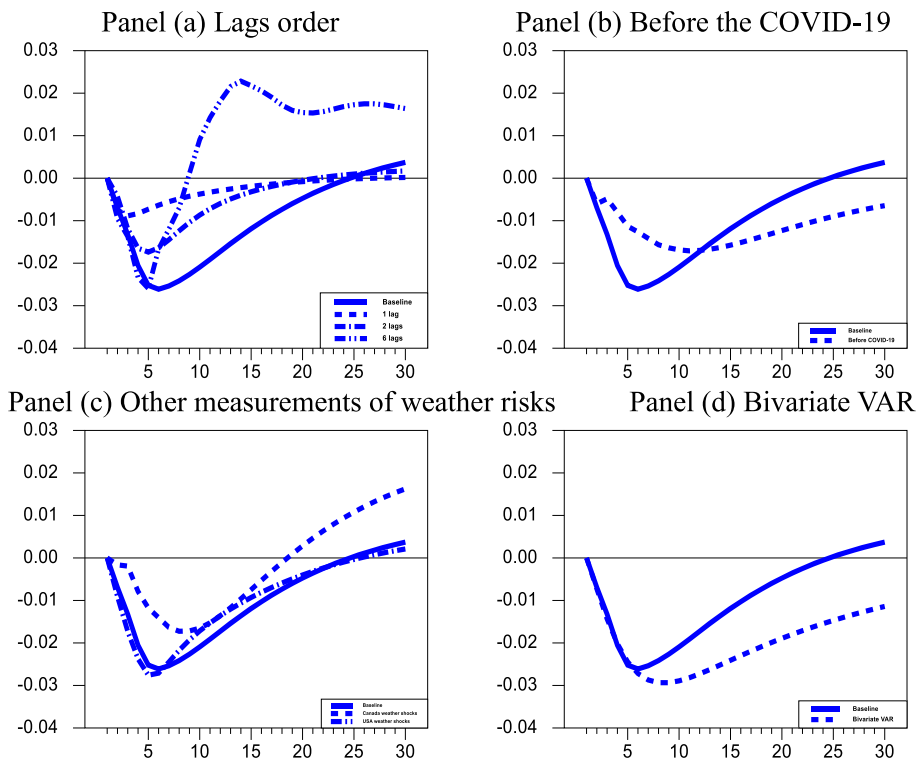 Panel (a) Lags order
Panel (b) Before the COVID-19
0.03
0.02
0.01
0.00
-0.01
-0.02
-0.03
-0.04
5 10 15 20 25 30
Baseline
1 lag
2 lags
6 lags
0.03
0.02
0.01
0.00
-0.01
-0.02
-0.03
-0.04
5 10 15 20 25 30
Baseline
Before COVID-19
Panel (c) Other measurements of weather risks
Panel (d) Bivariate VAR
0.03
0.02
0.01
0.00
-0.01
-0.02
-0.03
-0.04
5 10 15 20 25 30
Baseline
Canada weather shocks
USA weather shocks
0.03
0.02
0.01
0.00
-0.01
-0.02
-0.03
-0.04
5 10 15 20 25 30
Baseline
Bivariate VAR